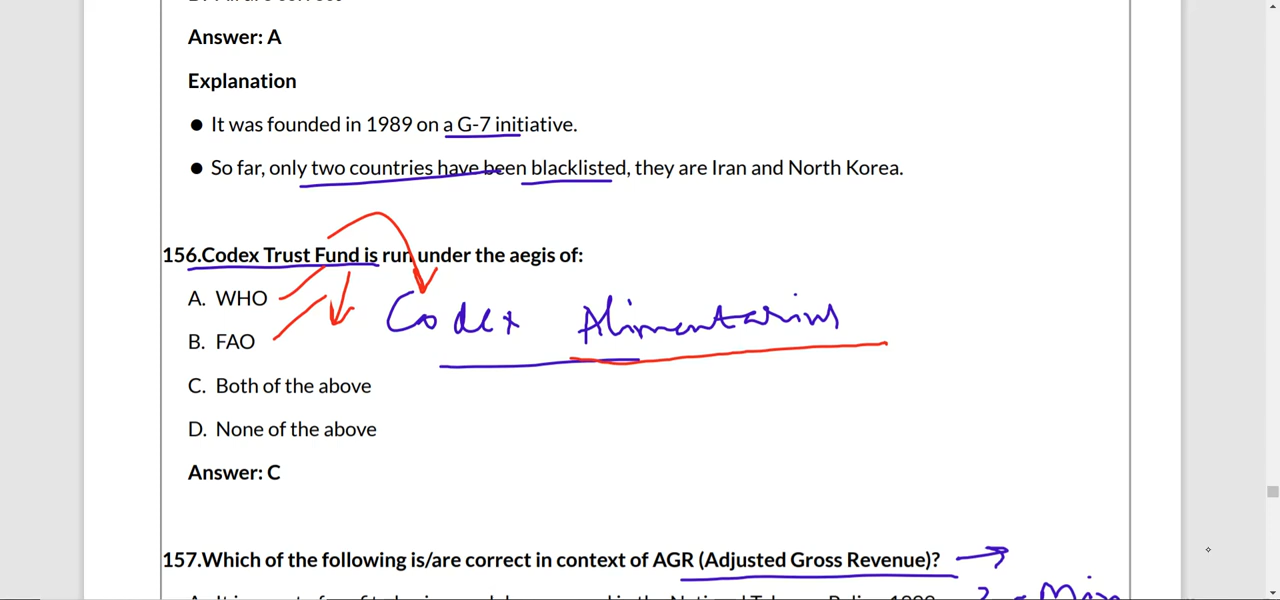 Answer: A
Explanation
● It was founded in 1989 on a G-7 initiative.
● So far, only two countries have been blacklisted, they are Iran and North Korea.
156.Codex Trust Fund is run under the aegis of:
A. WHO
Codex Alimentarius
B. FAO
C. Both of the above
D. None of the above
Answer: C
157.Which of the following is/are correct in context of AGR (Adjusted Gross Revenue)?